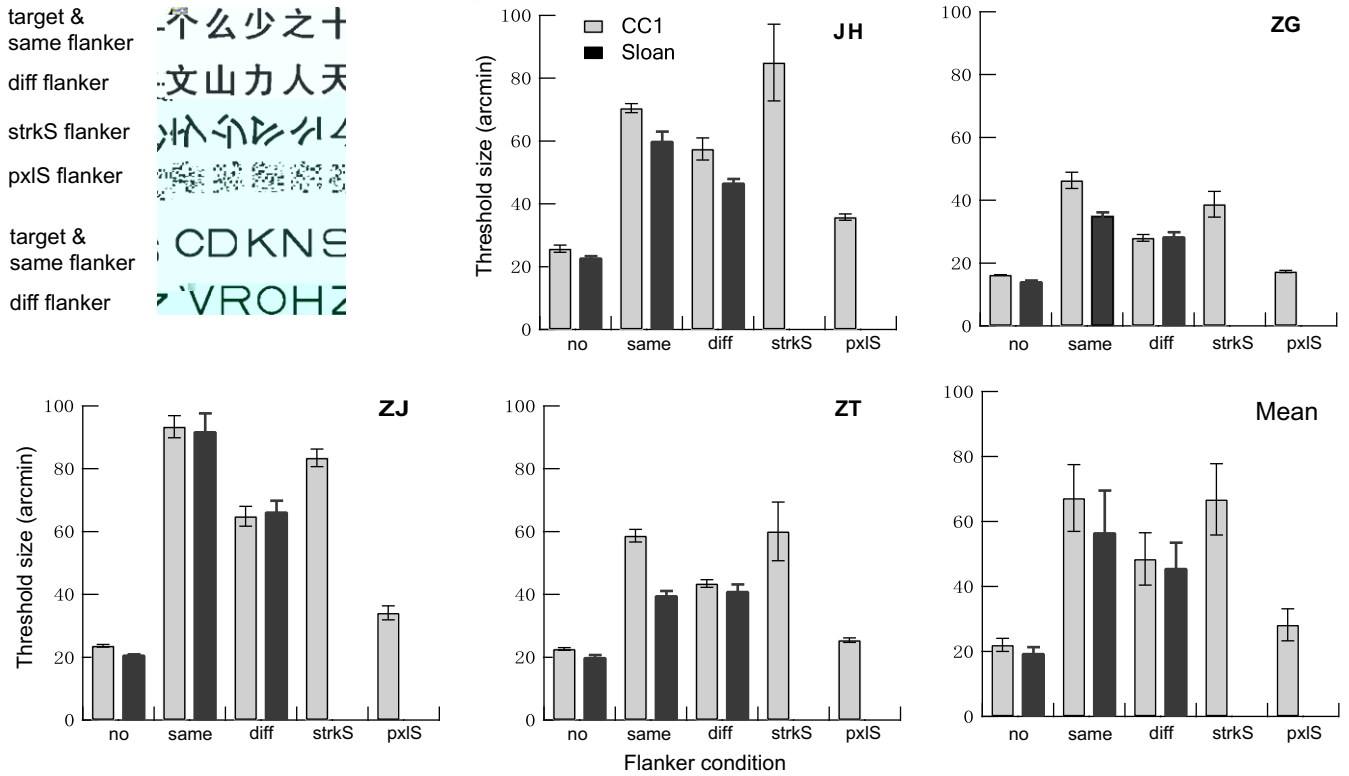 target &
same flanker
个么少之十
diff flanker
文山力人天
strkS flanker
pxlS flanker
target &
same flanker
CDKNS
diff flanker
VROHZ
JH
CC1
Sloan
Threshold size (arcmin)
100
80
60
40
20
0
no same diff strkS pxlS
ZG
100
80
60
40
20
0
no same diff strkS pxlS
ZJ
Threshold size (arcmin)
100
80
60
40
20
0
no same diff strkS pxlS
ZT
100
80
60
40
20
0
no same diff strkS pxlS
Mean
100
80
60
40
20
0
no same diff strkS pxlS
Flanker condition